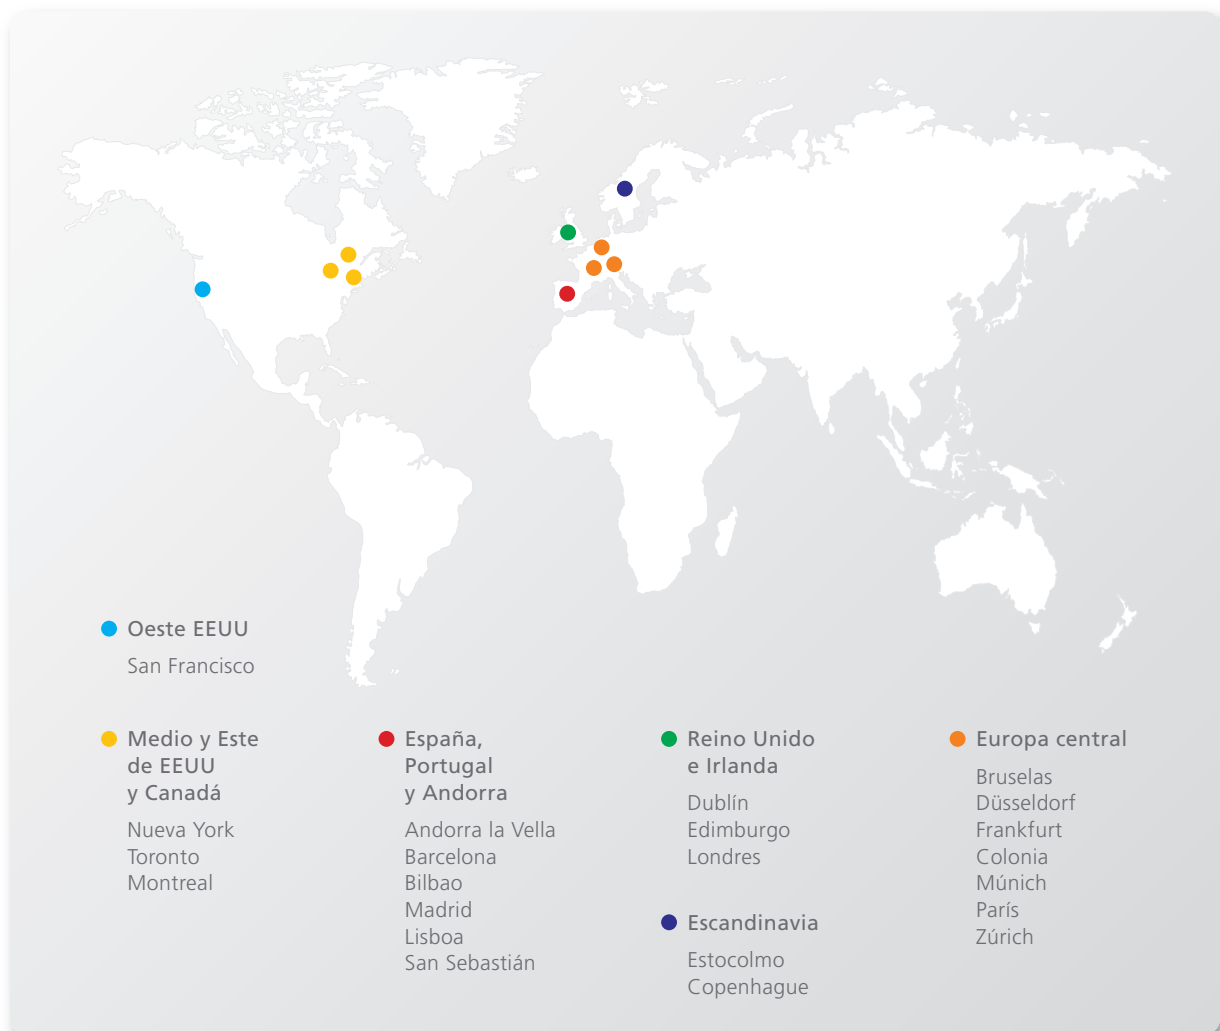 Oeste EEUU
San Francisco
Medio y Este
de EEUU
y Canadá
Nueva York
Toronto
Montreal
España,
Portugal
y Andorra
Andorra la Vella
Barcelona
Bilbao
Madrid
Lisboa
San Sebastián
Reino Unido
e Irlanda
Dublín
Edimburgo
Londres
Escandinavia
Estocolmo
Copenhague
Europa central
Bruselas
Düsseldorf
Frankfurt
Colonia
Múnich
París
Zúrich